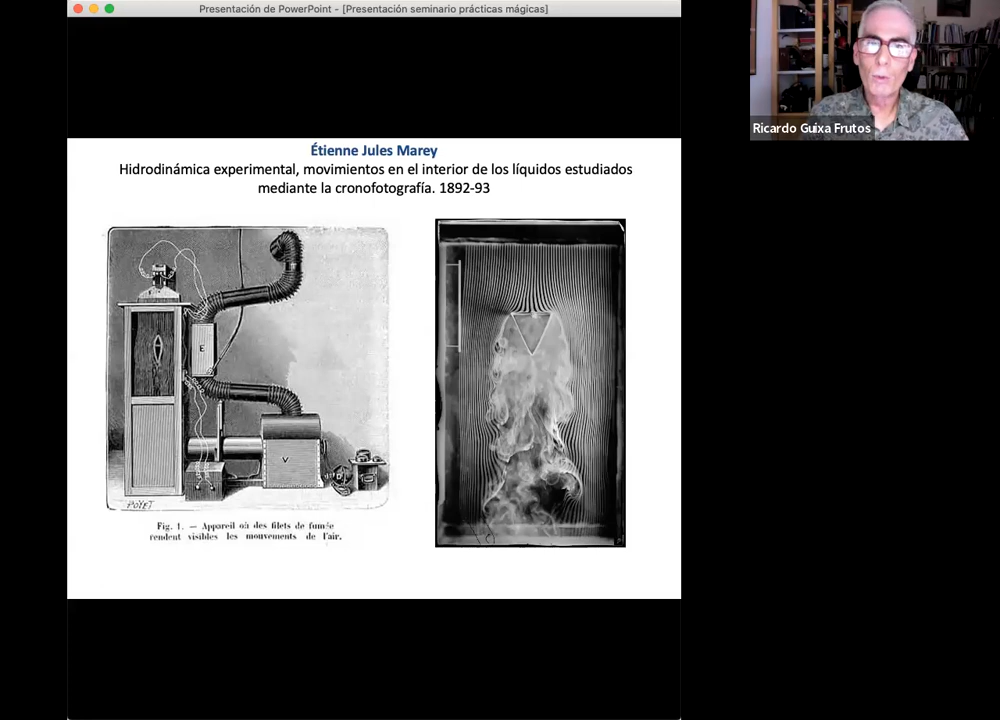 Presentación de PowerPoint - [Presentación seminario prácticas mágicas]
Étienne Jules Marey
Hidrodinámica experimental, movimientos en el interior de los líquidos estudiados
mediante la cronofotografía. 1892-93
E
V
POYET
Fig. 1. — Appareil où des filets de fumée
rendent visibles les mouvements de l'air.
Ricardo Guixa Frutos